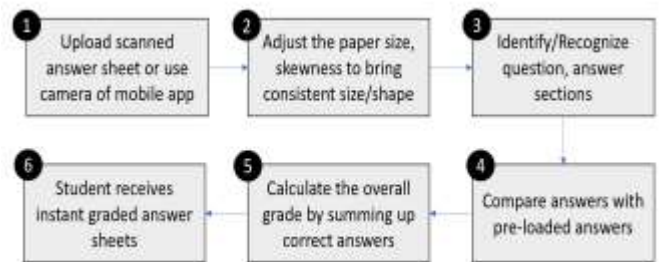 1
Upload scanned
answer sheet or use
camera of mobile app
2
Adjust the paper size,
skewness to bring
consistent size/shape
3
Identify/Recognize
question, answer
sections
4
Compare answers with
pre-loaded answers
5
Calculate the overall
grade by summing up
correct answers
6
Student receives
instant graded answer
sheets